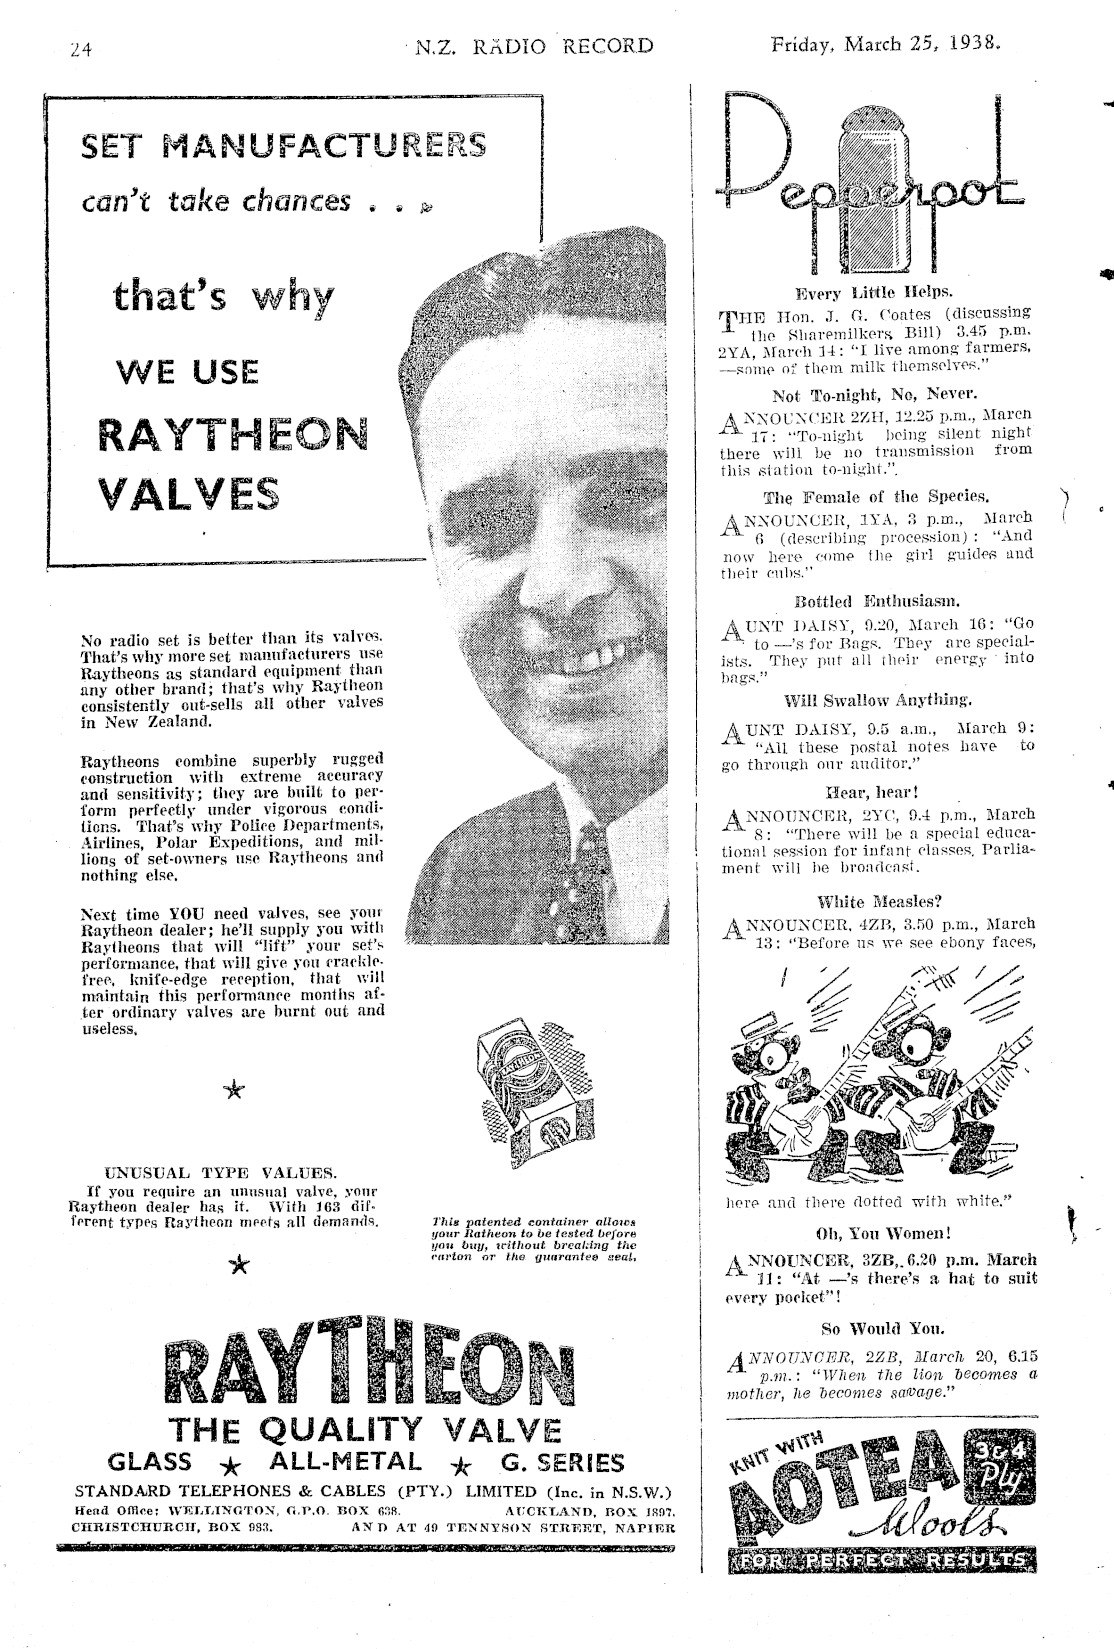 24
N.Z. RADIO RECORD
Friday, March 25, 1938.
SET MANUFACTURERS
can't take chances . . .
that's why
WE USE
RAYTHEON
VALVES
No radio set is better than its valves.
That's why more set manufacturers use
Raytheons as standard equipment than
any other brand; that's why Raytheon
consistently out-sells all other valves
in New Zealand.
Raytheons combine superbly rugged
construction with extreme accuracy
and sensitivity; they are built to per-
form perfectly under vigorous condi-
tions. That's why Police Departments,
Airlines, Polar Expeditions, and mil-
lions of set-owners use Raytheons and
nothing else.
Next time YOU need valves, see your
Raytheon dealer; he'll supply you with
Raytheons that will "lift" your set's
performance, that will give you crackle-
free, knife-edge reception, that will
maintain this performance months af-
ter ordinary valves are burnt out and
useless.
UNUSUAL TYPE VALUES.
If you require an unusual valve, your
Raytheon dealer has it. With 163 dif-
ferent types Raytheon meets all demands.
RAYTHEON
This patented container allows
your Ratheon to be tested before
you buy, without breaking the
carton or the guarantee seal.
RAYTHEON
THE QUALITY VALVE
GLASS ★ ALL-METAL ★ G. SERIES
STANDARD TELEPHONES & CABLES (PTY.) LIMITED (Inc. in N.S.W.)
Head Office: WELLINGTON, G.P.O. BOX 638. AUCKLAND, BOX 1897.
CHRISTCHURCH, BOX 983. AND AT 49 TENNYSON STREET, NAPIER
Pepperpot
Every Little Helps.
THE Hon. J. G. Coates (discussing
the Sharemilkers Bill) 3.45 p.m.
2YA, March 14: "I live among farmers,
—some of them milk themselves."
Not To-night, No, Never.
ANNOUNCER 2ZH, 12.25 p.m., March
17: "To-night being silent night
there will be no transmission from
this station to-night.".
The Female of the Species.
ANNOUNCER, 1YA, 3 p.m., March
6 (describing procession): "And
now here come the girl guides and
their cubs."
Bottled Enthusiasm.
AUNT DAISY, 9.20, March 16: "Go
to —'s for Bags. They are special-
ists. They put all their energy into
bags."
Will Swallow Anything.
AUNT DAISY, 9.5 a.m., March 9:
"All these postal notes have to
go through our auditor."
Hear, hear!
ANNOUNCER, 2YC, 9.4 p.m., March
8: "There will be a special educa-
tional session for infant classes. Parlia-
ment will be broadcast.
White Measles?
ANNOUNCER, 4ZB, 3.50 p.m., March
13: "Before us we see ebony faces,
here and there dotted with white."
Oh, You Women!
ANNOUNCER, 3ZB, 6.20 p.m. March
11: "At —'s there's a hat to suit
every pocket"!
So Would You.
ANNOUNCER, 2ZB, March 20, 6.15
p.m.: "When the lion becomes a
mother, he becomes savage."
KNIT WITH
AOTEA
3 & 4
Ply
Wools
FOR PERFECT RESULTS